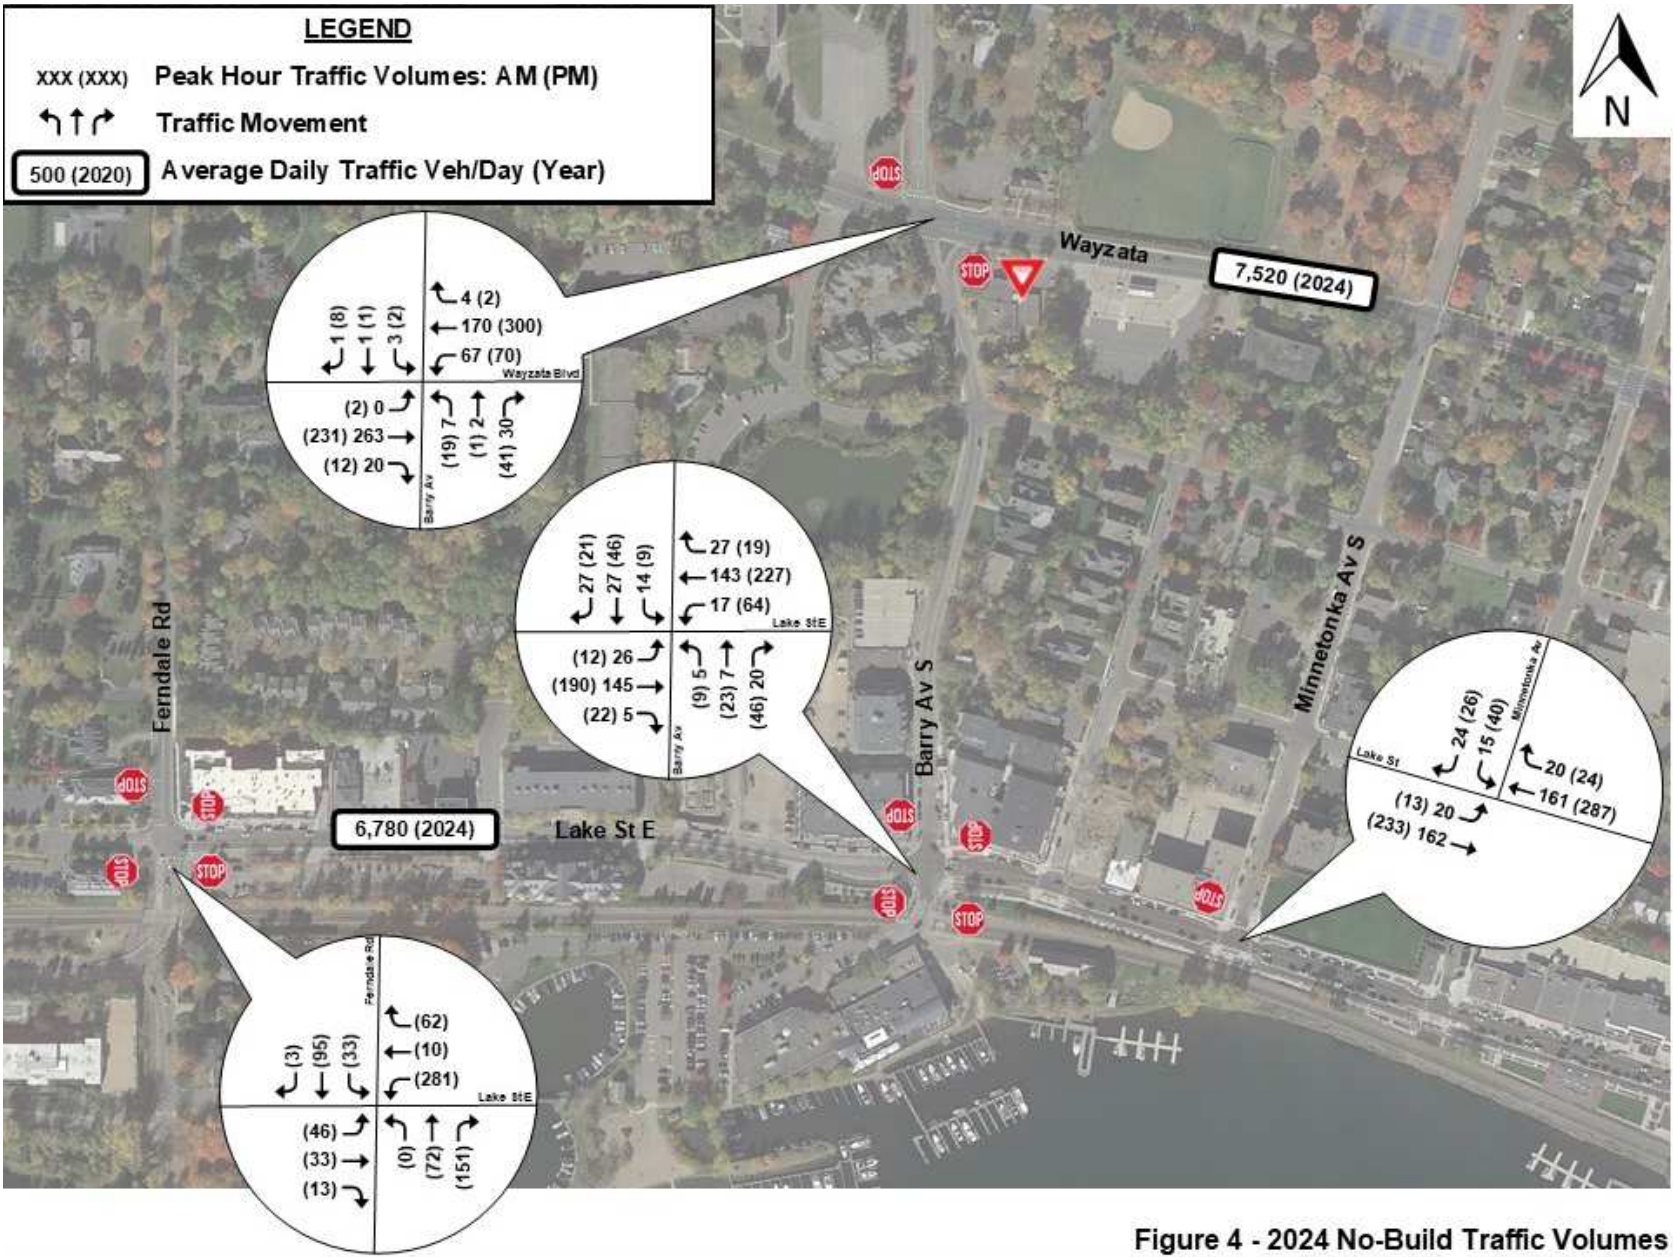 LEGEND
XXX (XXX) Peak Hour Traffic Volumes: AM (PM)
Traffic Movement
500 (2020) Average Daily Traffic Veh/Day (Year)
N
STOP
Wayzata
7,520 (2024)
STOP
1 (8)
1 (1)
3 (2)
4 (2)
170 (300)
67 (70)
Wayzata Blvd
(2) 0
(231) 263
(12) 20
(19) 7
(1) 2
(41) 30
Barry Av
27 (21)
27 (46)
14 (9)
27 (19)
143 (227)
17 (64)
Lake St E
(12) 26
(190) 145
(22) 5
(9) 5
(23) 7
(46) 20
Barry Av
Ferndale Rd
Barry Av S
Minnetonka Av S
Minnetonka Av
24 (26)
15 (40)
Lake St
20 (24)
161 (287)
(13) 20
(233) 162
STOP
STOP
6,780 (2024)
Lake St E
STOP
STOP
STOP
STOP
STOP
STOP
STOP
Ferndale Rd
(3)
(95)
(33)
(62)
(10)
(281)
Lake St E
(46)
(33)
(13)
(0)
(72)
(151)
Figure 4 - 2024 No-Build Traffic Volumes